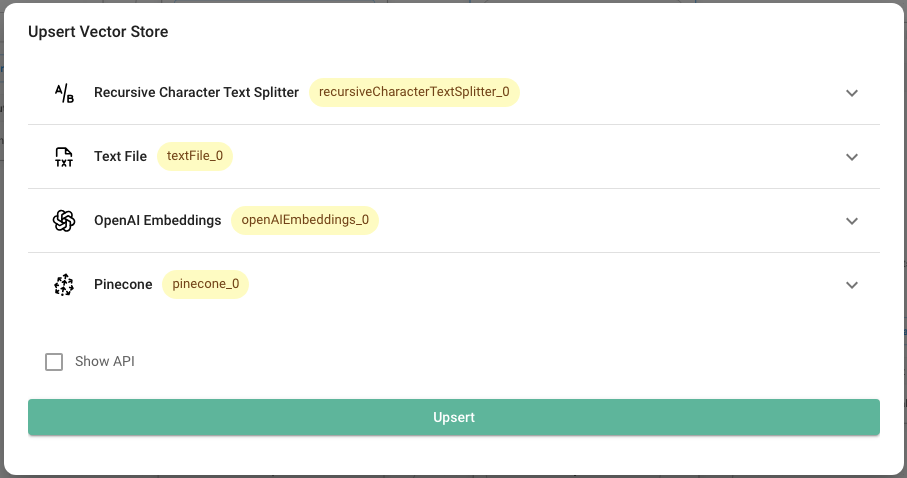 Upsert Vector Store
A/B Recursive Character Text Splitter recursiveCharacterTextSplitter_0
TXT Text File textFile_0
OpenAI Embeddings openAIEmbeddings_0
Pinecone pinecone_0
Show API
Upsert